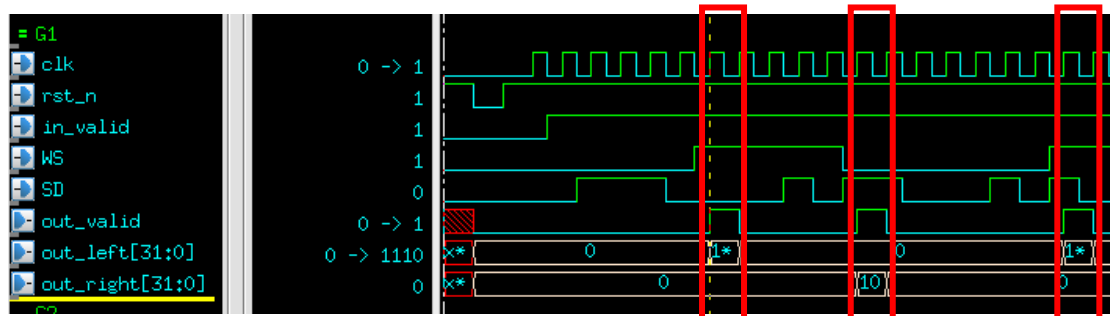 = G1
clk 0 -> 1
rst_n 1
in_valid 1
WS 1
SD 0
out_valid 0 -> 1
out_left[31:0] 0 -> 1110 x* 0 1* 0 1*
out_right[31:0] 0 x* 0 10 0
G2